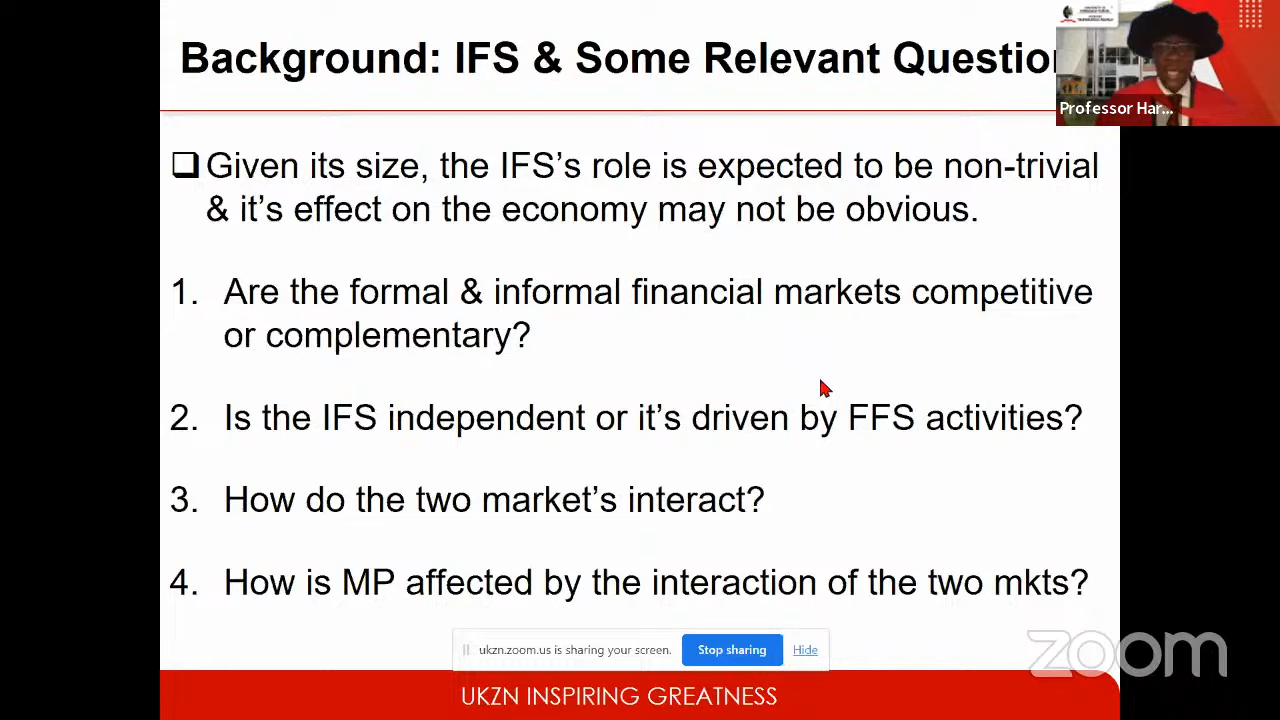 Background: IFS & Some Relevant Question
Professor Har...
❑ Given its size, the IFS's role is expected to be non-trivial
& it's effect on the economy may not be obvious.
1. Are the formal & informal financial markets competitive
or complementary?
2. Is the IFS independent or it's driven by FFS activities?
3. How do the two market's interact?
4. How is MP affected by the interaction of the two mkts?
ukzn.zoom.us is sharing your screen. Stop sharing Hide
zoom
UKZN INSPIRING GREATNESS